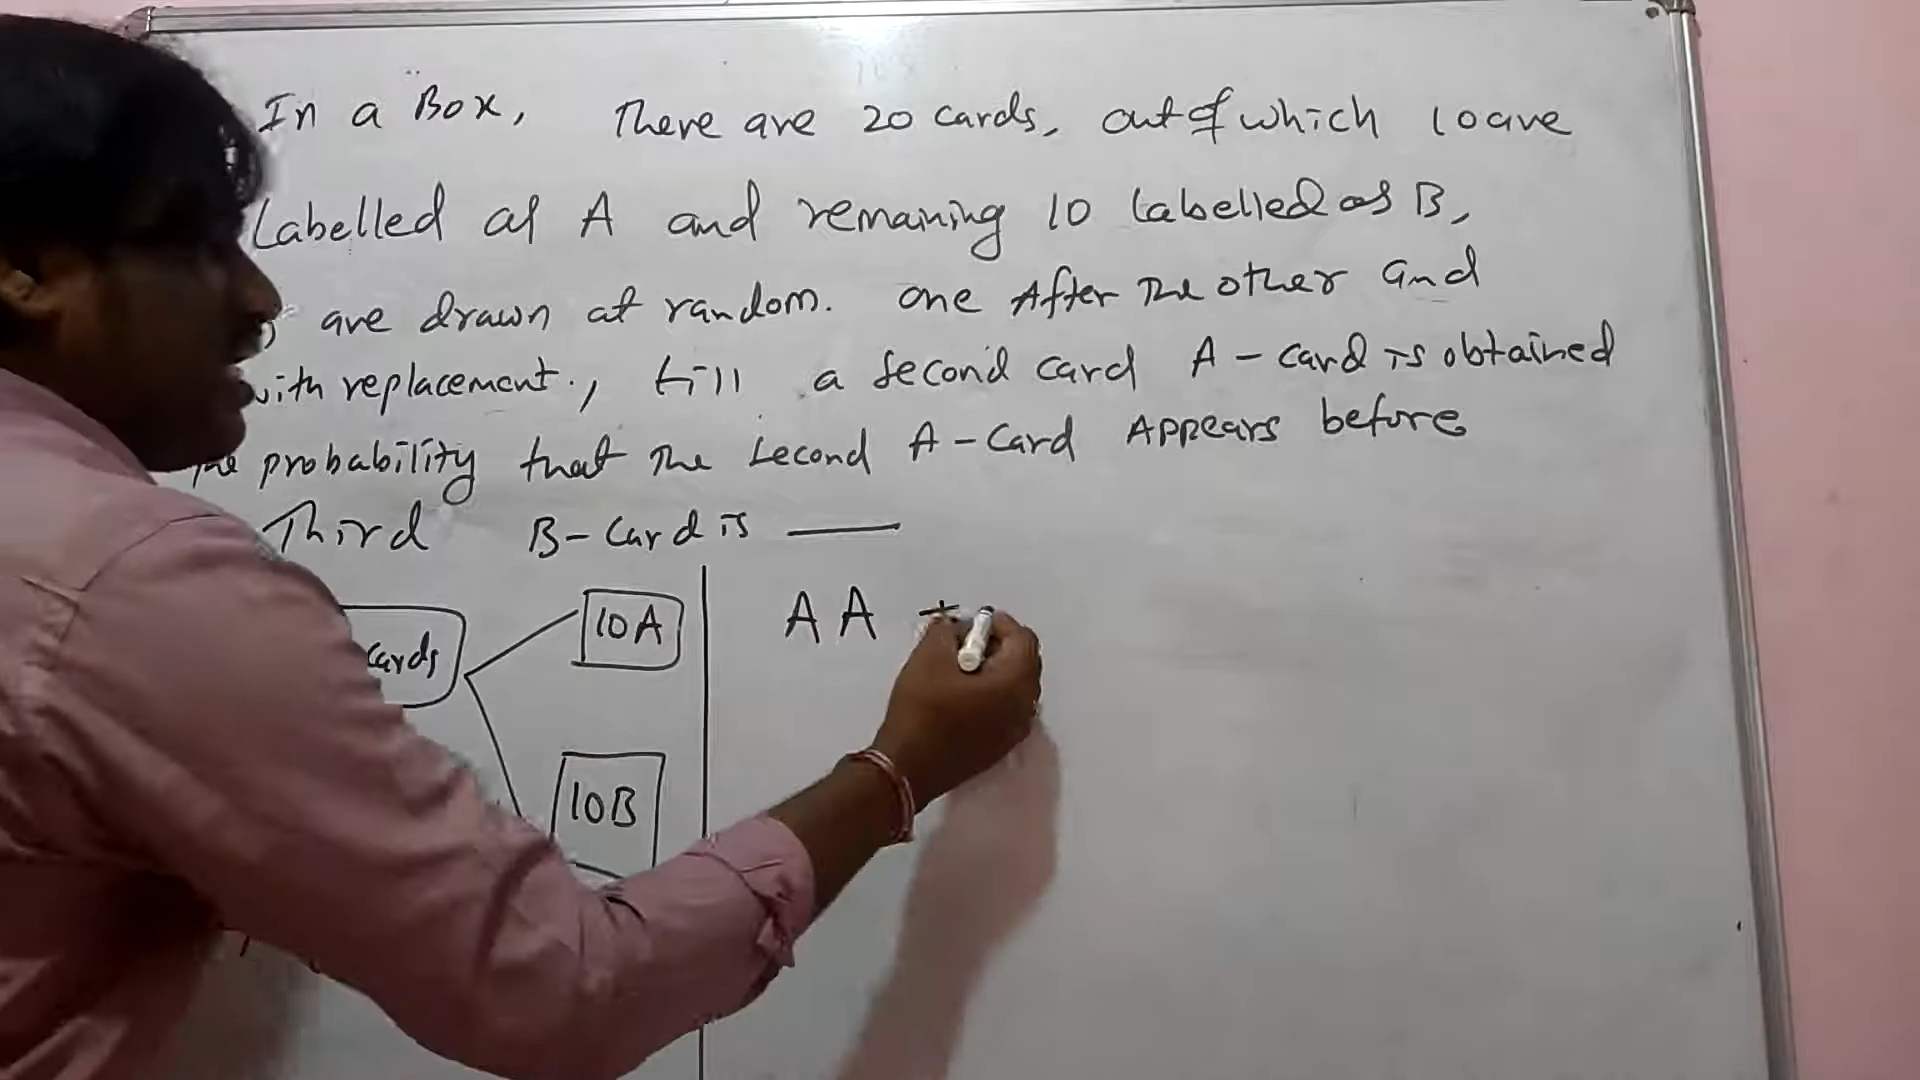 In a Box, There are 20 cards, out of which 10 are
Labelled as A and remaining 10 labelled as B,
are drawn at random. one After The other and
with replacement., till a second card A - card is obtained
The probability that The second A - Card Appears before
Third B - Card is
cards
10A
10B
A A +